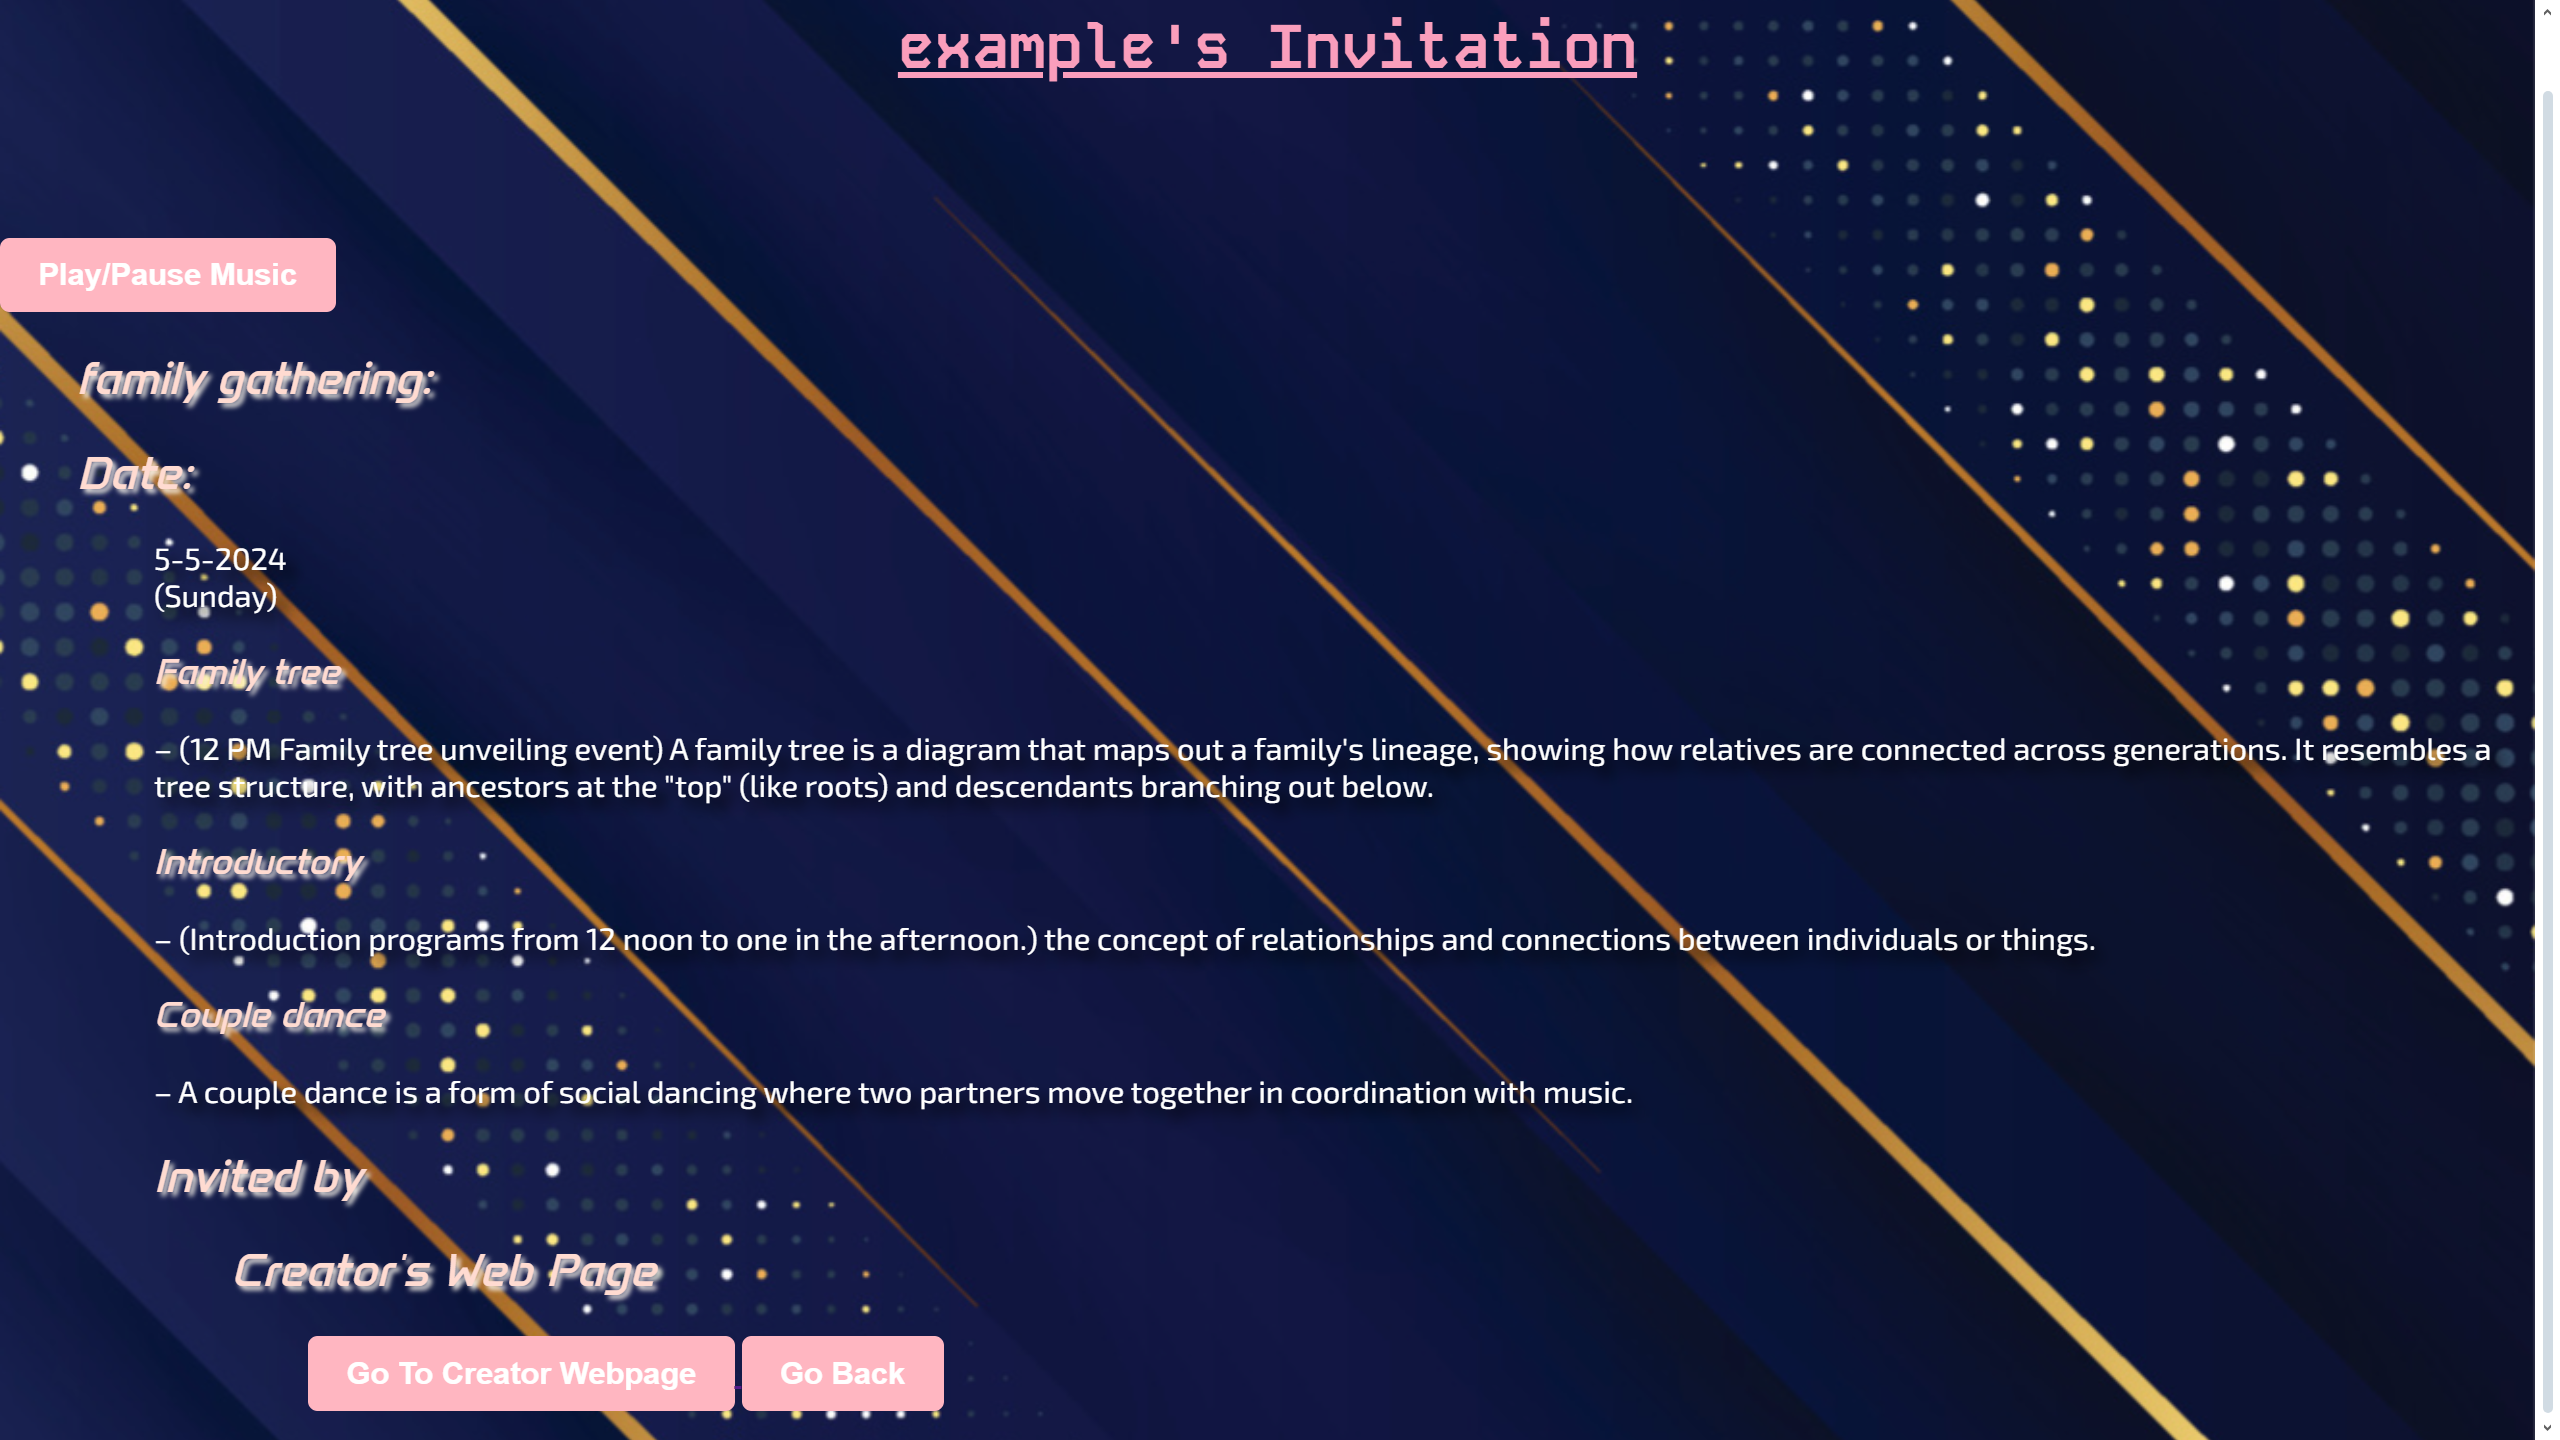 example's Invitation
Play/Pause Music
family gathering:
Date:
5-5-2024
(Sunday)
Family tree
– (12 PM Family tree unveiling event) A family tree is a diagram that maps out a family's lineage, showing how relatives are connected across generations. It resembles a
tree structure, with ancestors at the "top" (like roots) and descendants branching out below.
Introductory
– (Introduction programs from 12 noon to one in the afternoon.) the concept of relationships and connections between individuals or things.
Couple dance
– A couple dance is a form of social dancing where two partners move together in coordination with music.
Invited by
Creator's Web Page
Go To Creator Webpage Go Back